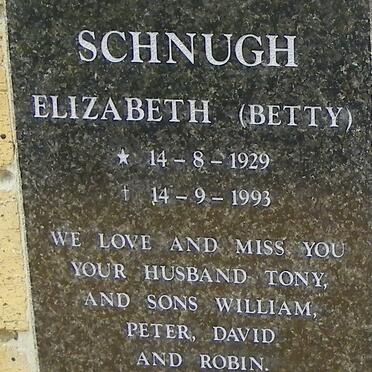 SCHNUGH
ELIZABETH (BETTY)
★ 14 – 8 – 1929
† 14 – 9 – 1993
WE LOVE AND MISS YOU
YOUR HUSBAND TONY,
AND SONS WILLIAM,
PETER, DAVID
AND ROBIN.